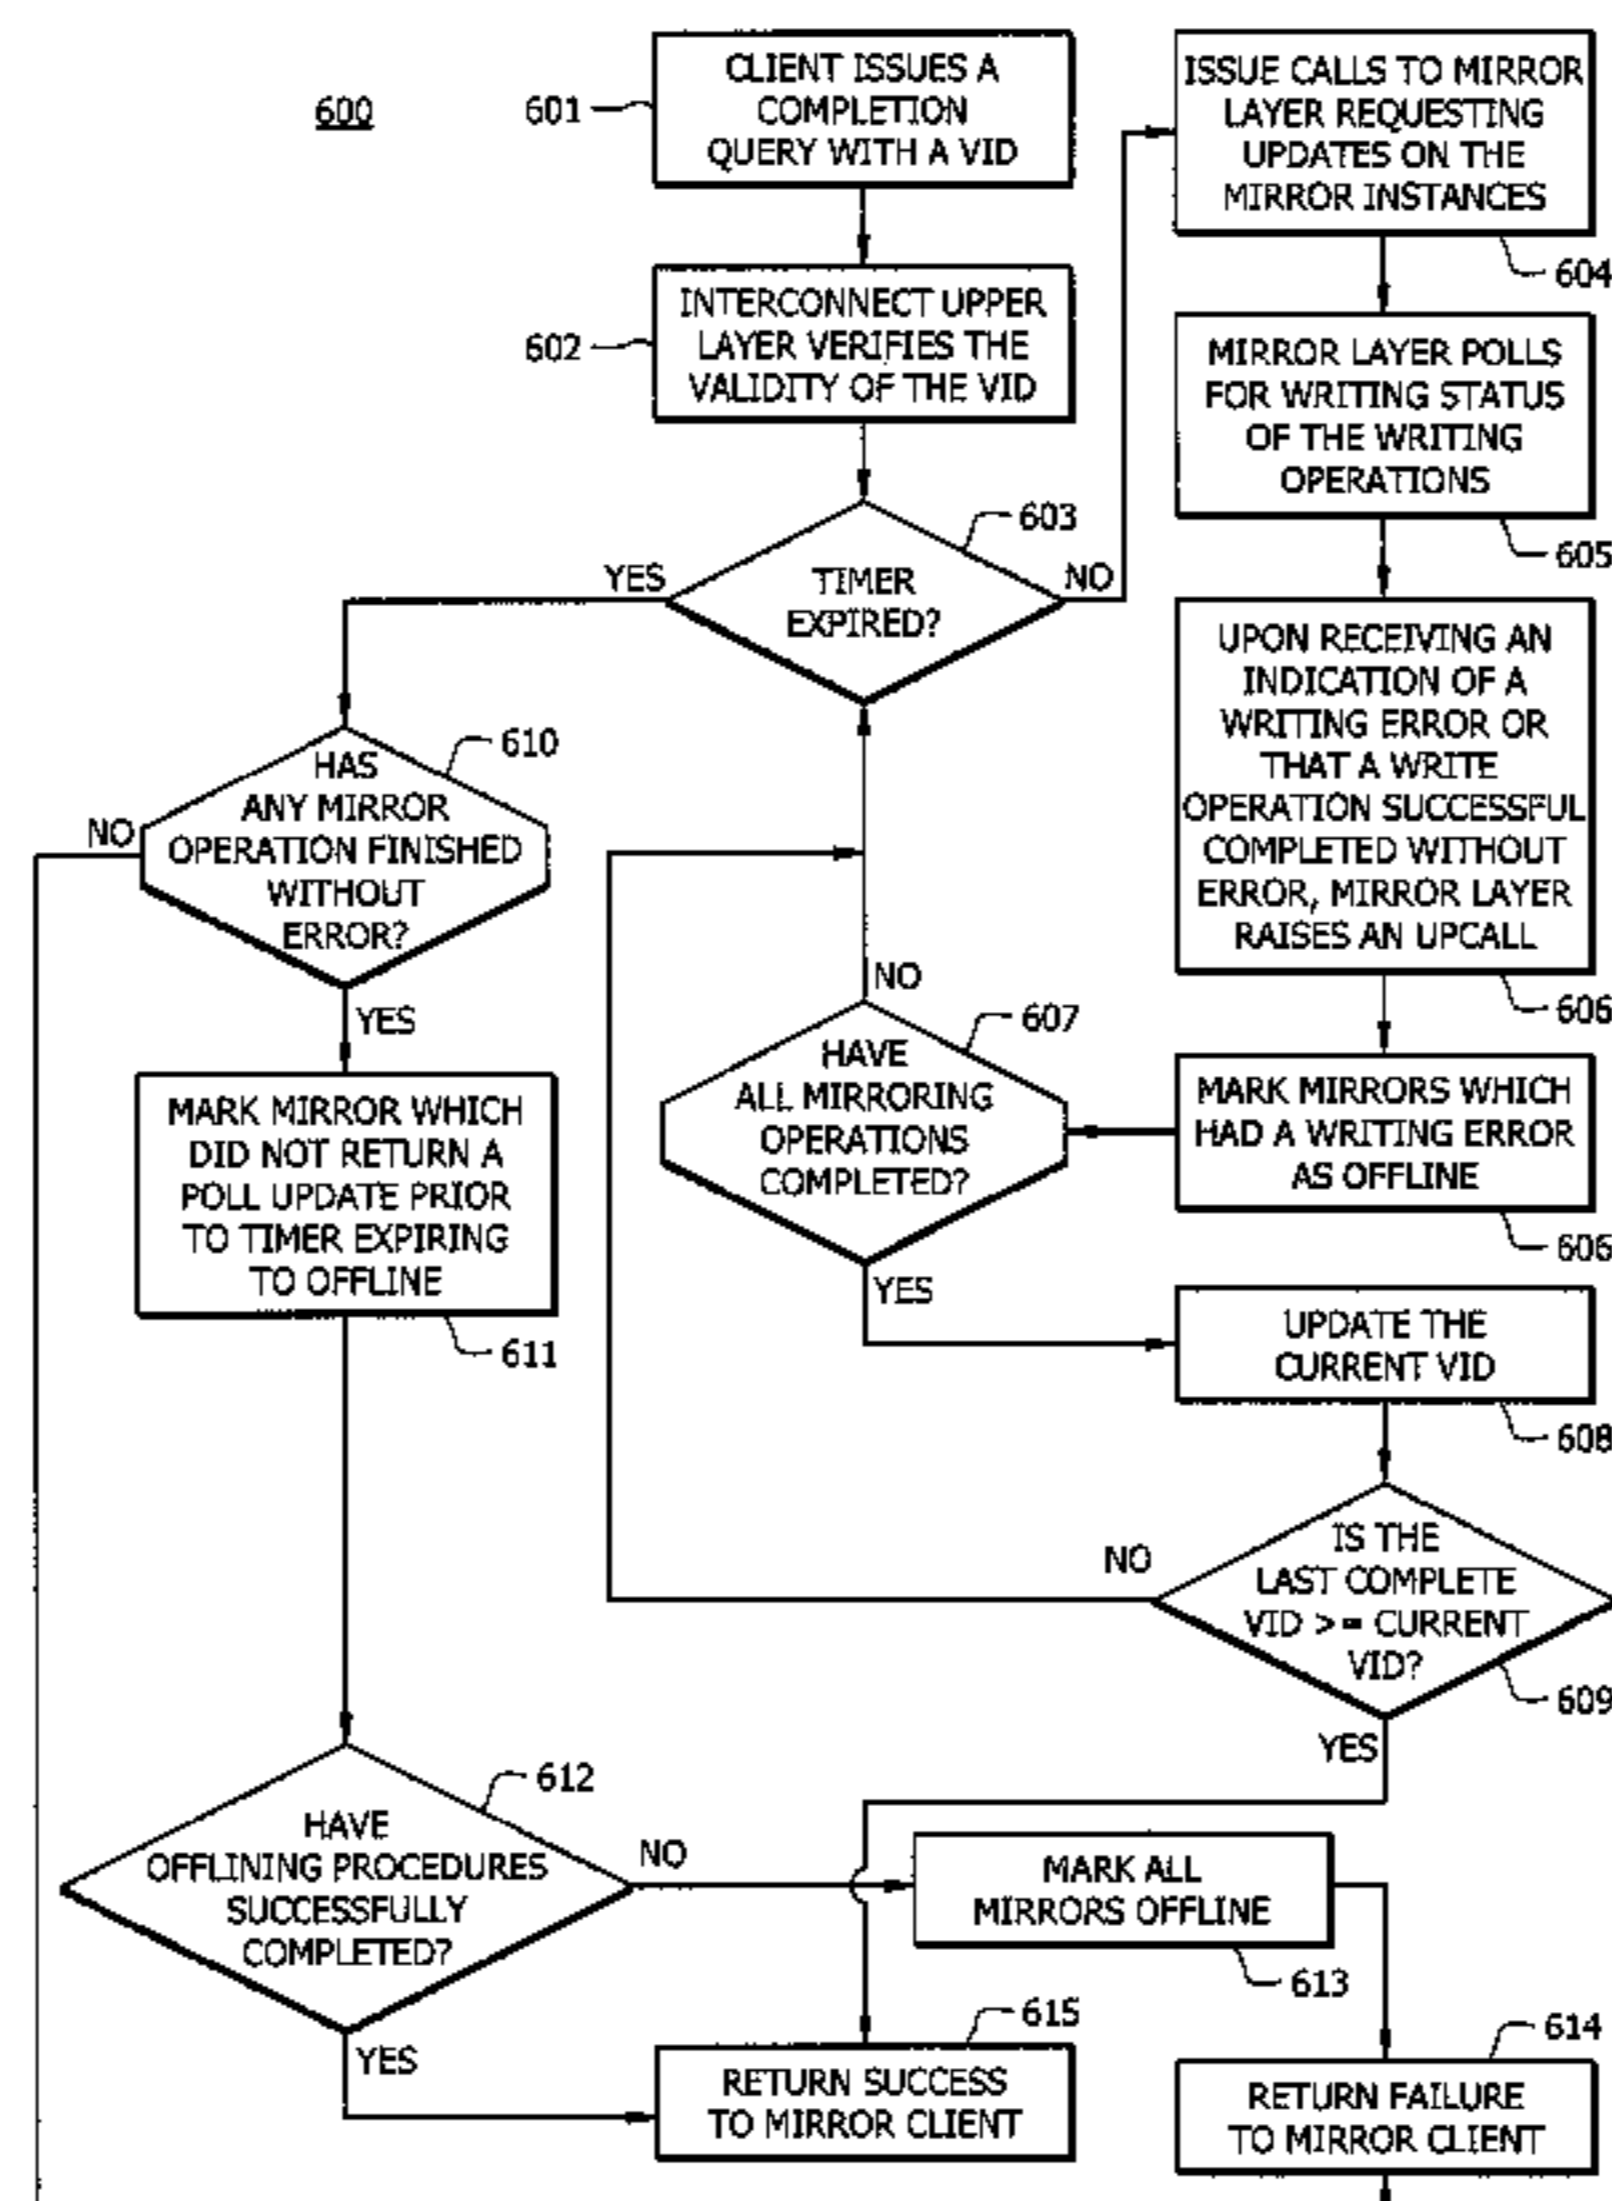 600
601
CLIENT ISSUES A
COMPLETION
QUERY WITH A VID
602
INTERCONNECT UPPER
LAYER VERIFIES THE
VALIDITY OF THE VID
603
TIMER
EXPIRED?
YES
NO
ISSUE CALLS TO MIRROR
LAYER REQUESTING
UPDATES ON THE
MIRROR INSTANCES
604
MIRROR LAYER POLLS
FOR WRITING STATUS
OF THE WRITING
OPERATIONS
605
UPON RECEIVING AN
INDICATION OF A
WRITING ERROR OR
THAT A WRITE
OPERATION SUCCESSFUL
COMPLETED WITHOUT
ERROR, MIRROR LAYER
RAISES AN UPCALL
606
MARK MIRRORS WHICH
HAD A WRITING ERROR
AS OFFLINE
606
607
HAVE
ALL MIRRORING
OPERATIONS
COMPLETED?
NO
YES
UPDATE THE
CURRENT VID
608
IS THE
LAST COMPLETE
VID >= CURRENT
VID?
609
NO
YES
610
HAS
ANY MIRROR
OPERATION FINISHED
WITHOUT
ERROR?
NO
YES
MARK MIRROR WHICH
DID NOT RETURN A
POLL UPDATE PRIOR
TO TIMER EXPIRING
TO OFFLINE
611
612
HAVE
OFFLINING PROCEDURES
SUCCESSFULLY
COMPLETED?
NO
YES
MARK ALL
MIRRORS OFFLINE
613
614
RETURN FAILURE
TO MIRROR CLIENT
615
RETURN SUCCESS
TO MIRROR CLIENT